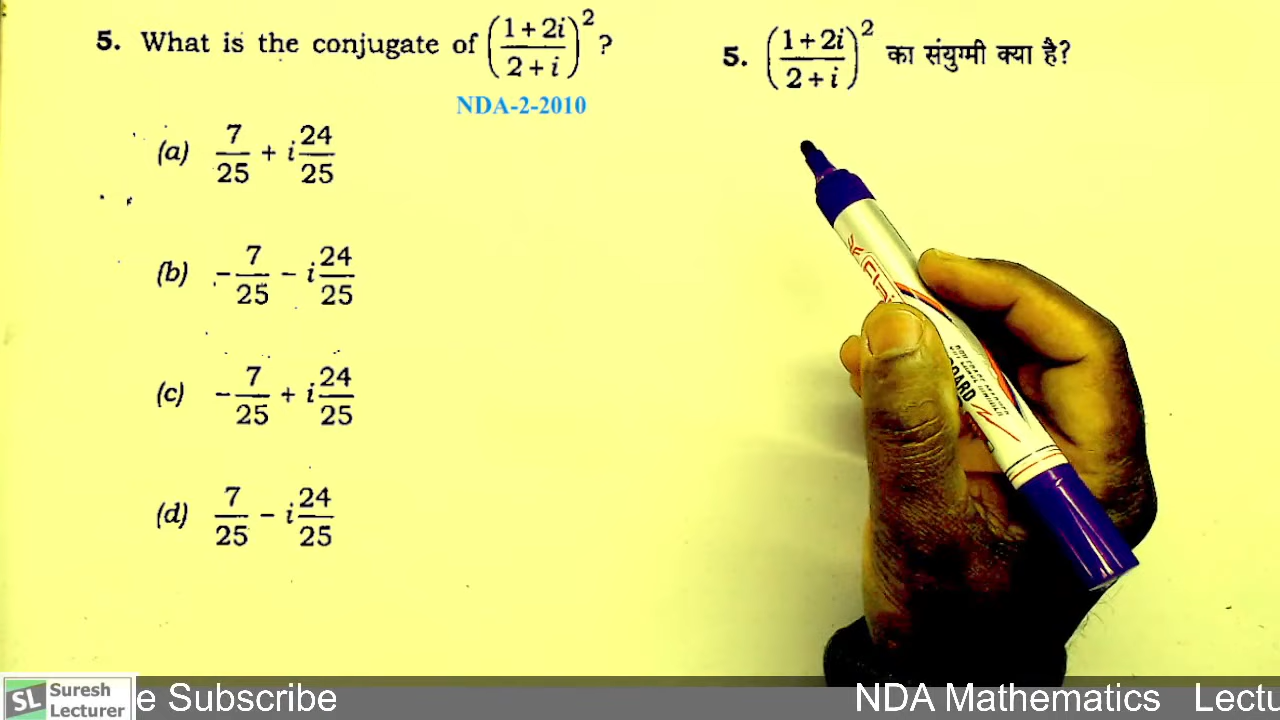 5. What is the conjugate of ((1 + 2i)/(2 + i))²?
NDA-2-2010
(a) 7/25 + i 24/25
(b) -7/25 - i 24/25
(c) -7/25 + i 24/25
(d) 7/25 - i 24/25
5. ((1 + 2i)/(2 + i))² का संयुग्मी क्या है?
SL Suresh Lecturer
e Subscribe
NDA Mathematics Lectu